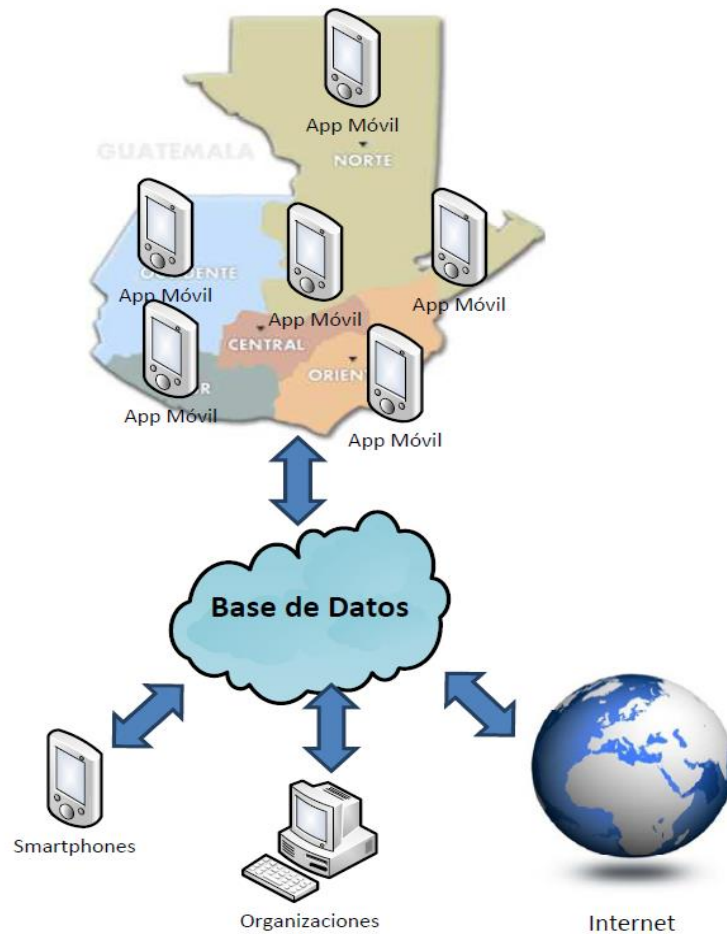 App Móvil
GUATEMALA
NORTE
OCCIDENTE
App Móvil
App Móvil
App Móvil
CENTRAL
App Móvil
App Móvil
Base de Datos
Smartphones
Organizaciones
Internet